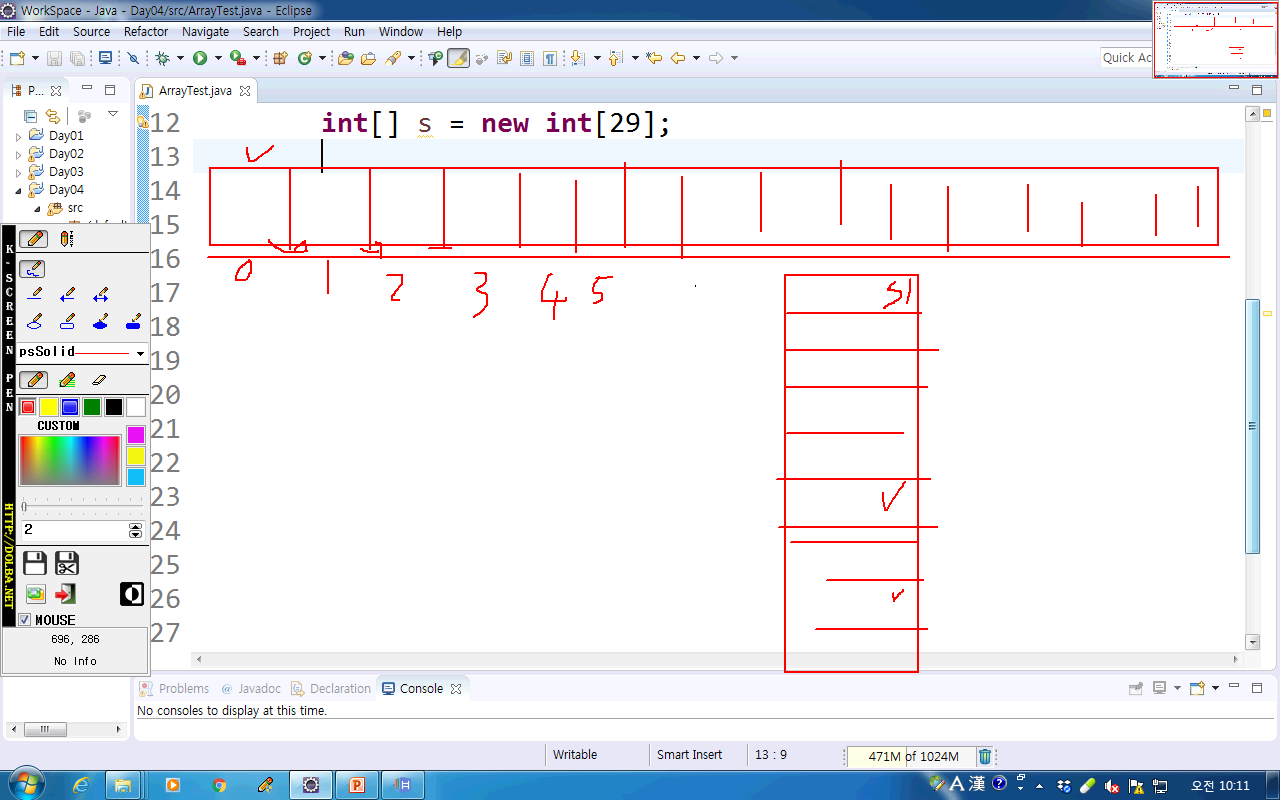 WorkSpace - Java - Day04/src/ArrayTest.java - Eclipse
File Edit Source Refactor Navigate Search Project Run Window Help
Quick Ac
P...
ArrayTest.java
Day01
Day02
Day03
Day04
src
12 int[] s = new int[29];
13
14
15
16
17
18
19
20
21
22
23
24
25
26
27
0 1 2 3 4 5
S1
K-SCREEN PEN
HTTP://DOLBA.NET
psSolid
CUSTOM
2
MOUSE
696, 286
No Info
Problems @ Javadoc Declaration Console
No consoles to display at this time.
Writable Smart Insert 13 : 9 471M of 1024M
A 漢 오전 10:11